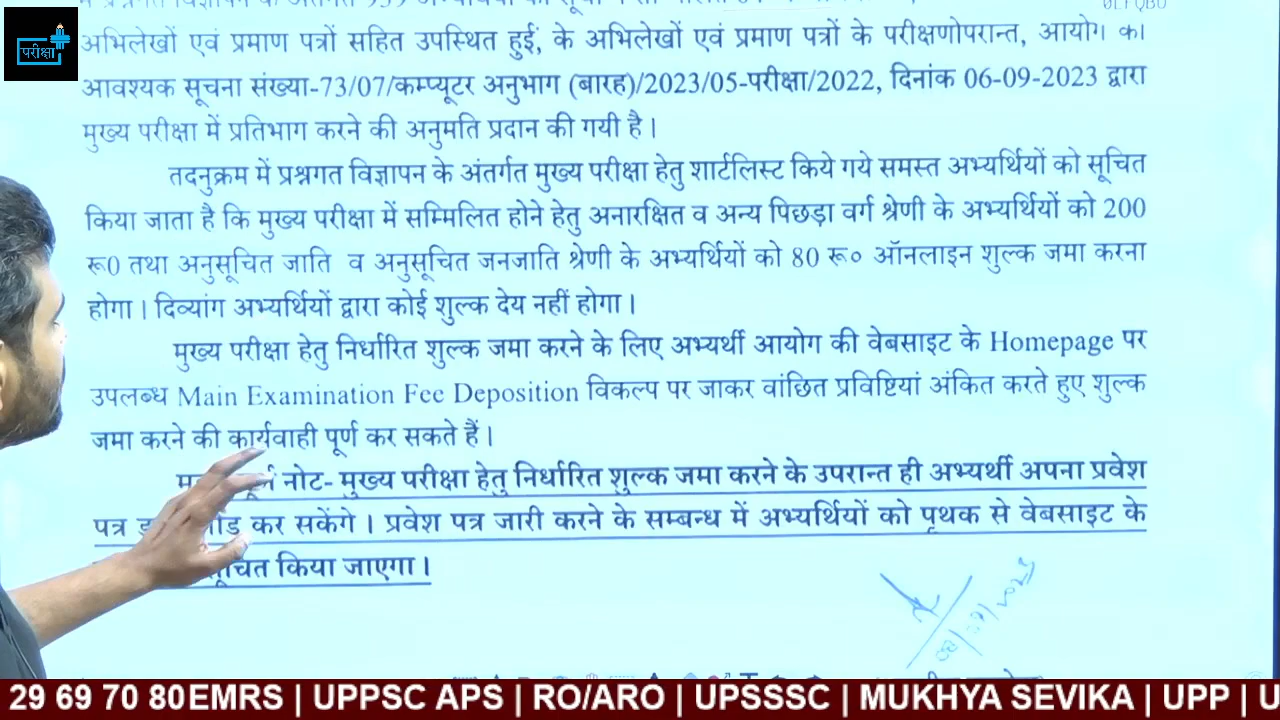 परीक्षा
अभिलेखों एवं प्रमाण पत्रों सहित उपस्थित हुई, के अभिलेखों एवं प्रमाण पत्रों के परीक्षणोपरान्त, आयोग की
आवश्यक सूचना संख्या-73/07/कम्प्यूटर अनुभाग (बारह)/2023/05-परीक्षा/2022, दिनांक 06-09-2023 द्वारा
मुख्य परीक्षा में प्रतिभाग करने की अनुमति प्रदान की गयी है।
तदनुक्रम में प्रश्नगत विज्ञापन के अंतर्गत मुख्य परीक्षा हेतु शार्टलिस्ट किये गये समस्त अभ्यर्थियों को सूचित
किया जाता है कि मुख्य परीक्षा में सम्मिलित होने हेतु अनारक्षित व अन्य पिछड़ा वर्ग श्रेणी के अभ्यर्थियों को 200
रू0 तथा अनुसूचित जाति व अनुसूचित जनजाति श्रेणी के अभ्यर्थियों को 80 रू० ऑनलाइन शुल्क जमा करना
होगा। दिव्यांग अभ्यर्थियों द्वारा कोई शुल्क देय नहीं होगा।
मुख्य परीक्षा हेतु निर्धारित शुल्क जमा करने के लिए अभ्यर्थी आयोग की वेबसाइट के Homepage पर
उपलब्ध Main Examination Fee Deposition विकल्प पर जाकर वांछित प्रविष्टियां अंकित करते हुए शुल्क
जमा करने की कार्यवाही पूर्ण कर सकते हैं।
नोट- मुख्य परीक्षा हेतु निर्धारित शुल्क जमा करने के उपरान्त ही अभ्यर्थी अपना प्रवेश
पत्र कर सकेंगे। प्रवेश पत्र जारी करने के सम्बन्ध में अभ्यर्थियों को पृथक से वेबसाइट के
सूचित किया जाएगा।
29 69 70 80EMRS | UPPSC APS | RO/ARO | UPSSSC | MUKHYA SEVIKA | UPP |